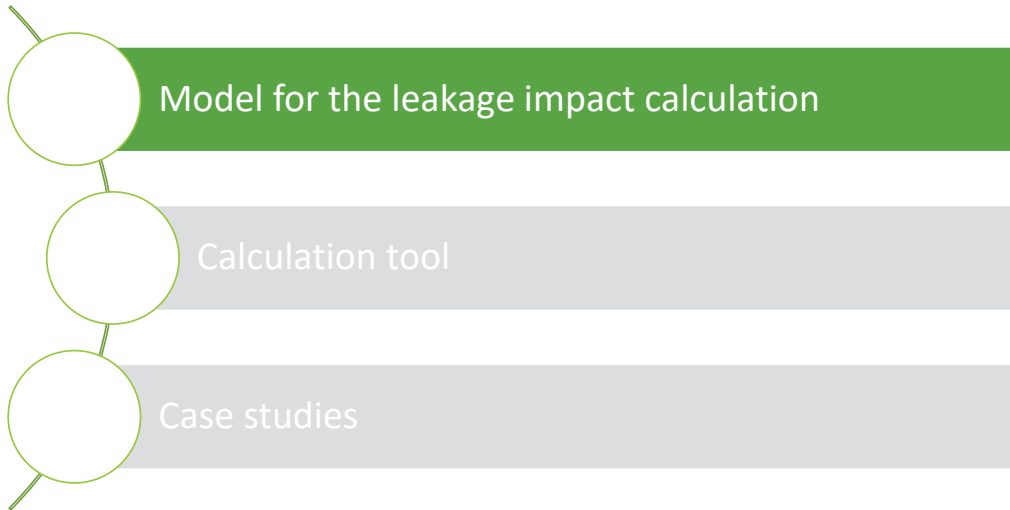 Model for the leakage impact calculation
Calculation tool
Case studies